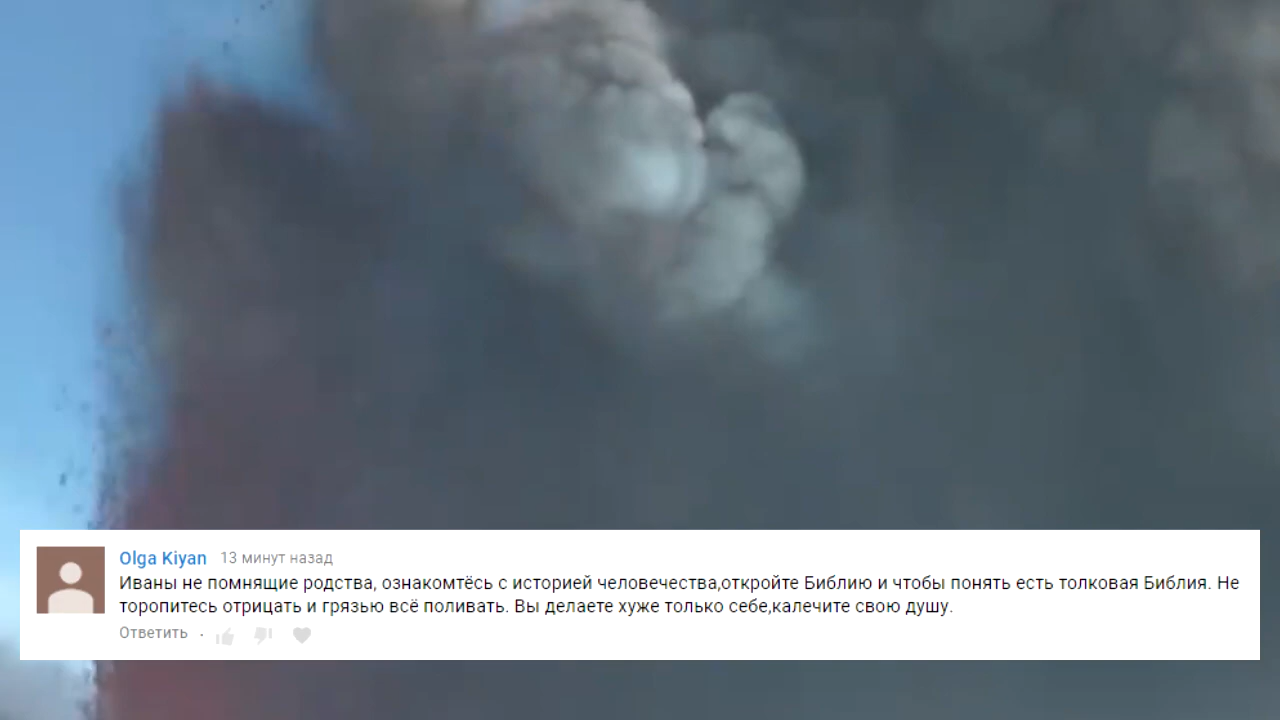 Olga Kiyan 13 минут назад
Иваны не помнящие родства, ознакомтёсь с историей человечества,откройте Библию и чтобы понять есть толковая Библия. Не
торопитесь отрицать и грязью всё поливать. Вы делаете хуже только себе,калечите свою душу.
Ответить ·